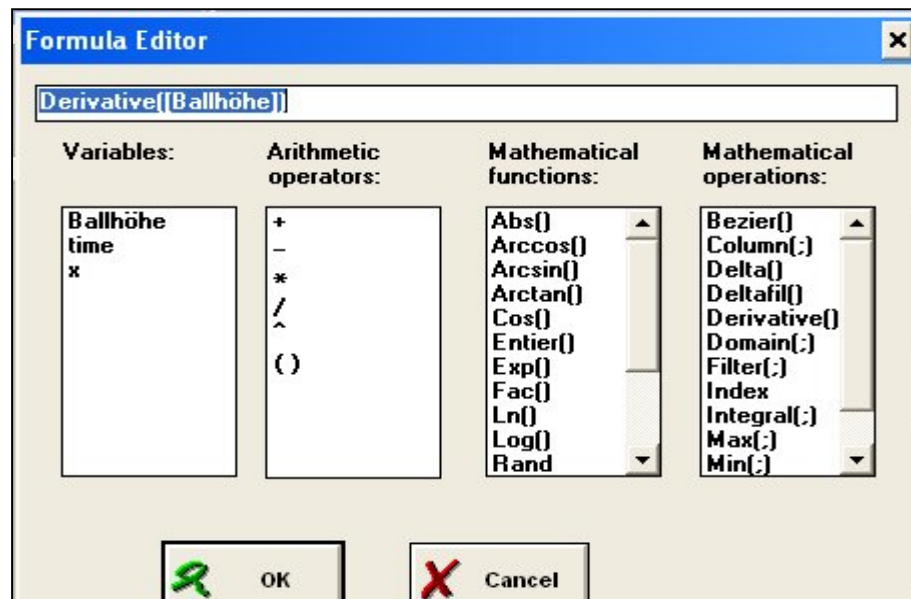 Formula Editor
Derivative([Ballhöhe])
Variables:
Ballhöhe
time
x
Arithmetic
operators:
+
-
*
/
^
( )
Mathematical
functions:
Abs()
Arccos()
Arcsin()
Arctan()
Cos()
Entier()
Exp()
Fac()
Ln()
Log()
Rand
Mathematical
operations:
Bezier()
Column(;)
Delta()
Deltafil()
Derivative()
Domain(;)
Filter(;)
Index
Integral(;)
Max(;)
Min(;)
OK
Cancel